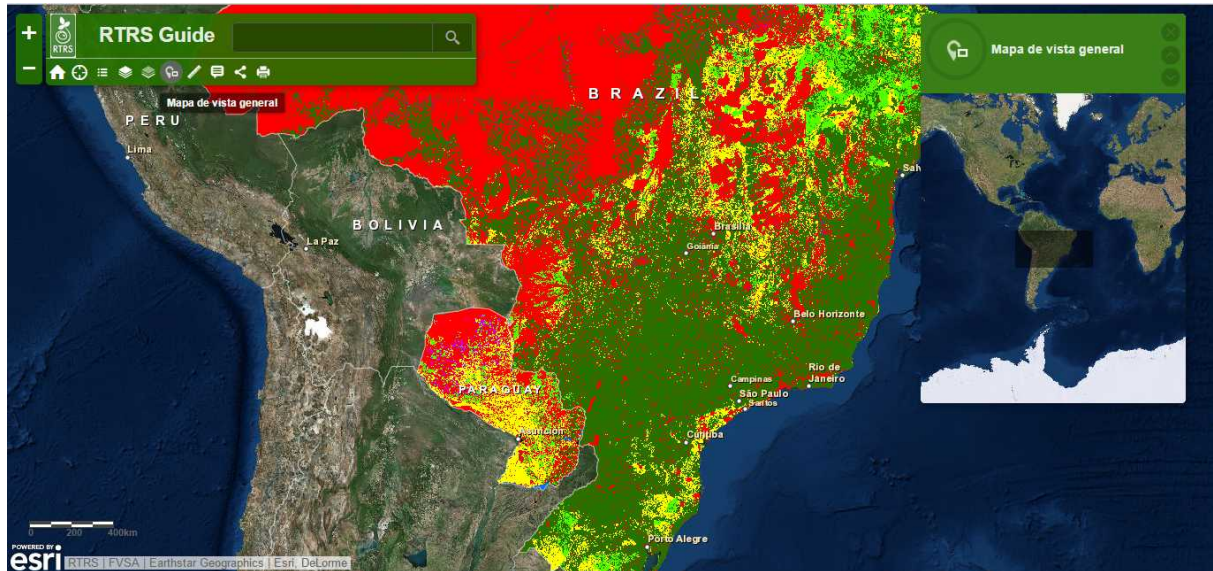 +
RTRS
RTRS Guide
−
Mapa de vista general
Mapa de vista general
BRAZIL
PERU
Lima
BOLIVIA
La Paz
Sah
Brasília
Goiânia
Belo Horizonte
PARAGUAY
Asunción
Campinas
Rio de
Janeiro
São Paulo
Santos
Curitiba
Porto Alegre
0 200 400km
POWERED BY
esri
RTRS | FVSA | Earthstar Geographics | Esri, DeLorme